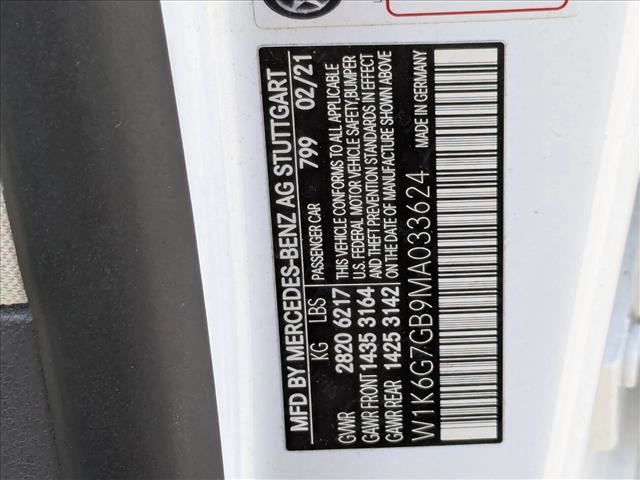 MFD BY MERCEDES-BENZ AG STUTTGART
KG LBS 799 02/21
GVWR 2820 6217 PASSENGER CAR
GAWR FRONT 1435 3164
GAWR REAR 1425 3142
THIS VEHICLE CONFORMS TO ALL APPLICABLE
U.S. FEDERAL MOTOR VEHICLE SAFETY,BUMPER
AND THEFT PREVENTION STANDARDS IN EFFECT
ON THE DATE OF MANUFACTURE SHOWN ABOVE
W1K6G7GB9MA033624 MADE IN GERMANY